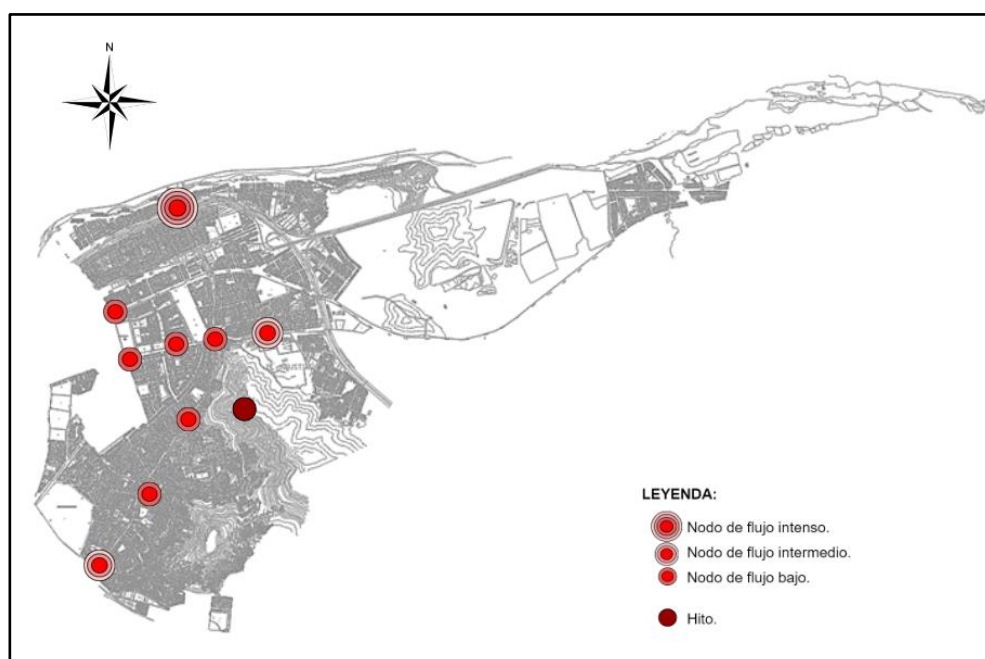 N
LEYENDA:
Nodo de flujo intenso.
Nodo de flujo intermedio.
Nodo de flujo bajo.
Hito.